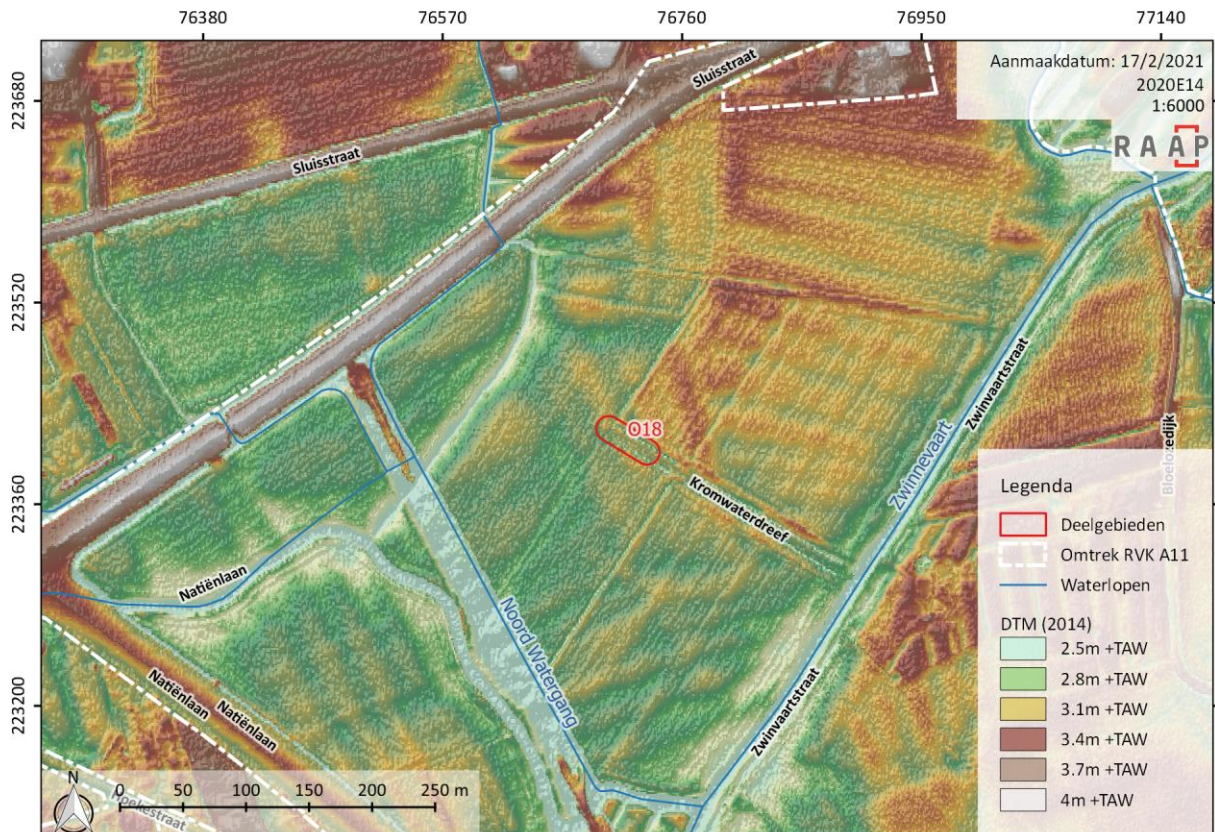 76380 76570 76760 76950 77140
223680
223520
223360
223200
Aanmaakdatum: 17/2/2021
2020E14
1:6000
RAAP
Sluisstraat
Sluisstraat
O18
Kromwaterdreef
Zwinnevaart
Zwinvaartstraat
Bloelozedijk
Natiënlaan
Noord Watergang
Zwinvaartstraat
Natiënlaan
Natiënlaan
Hoekestraat
N
0 50 100 150 200 250 m
Legenda
Deelgebieden
Omtrek RVK A11
Waterlopen
DTM (2014)
2.5m +TAW
2.8m +TAW
3.1m +TAW
3.4m +TAW
3.7m +TAW
4m +TAW